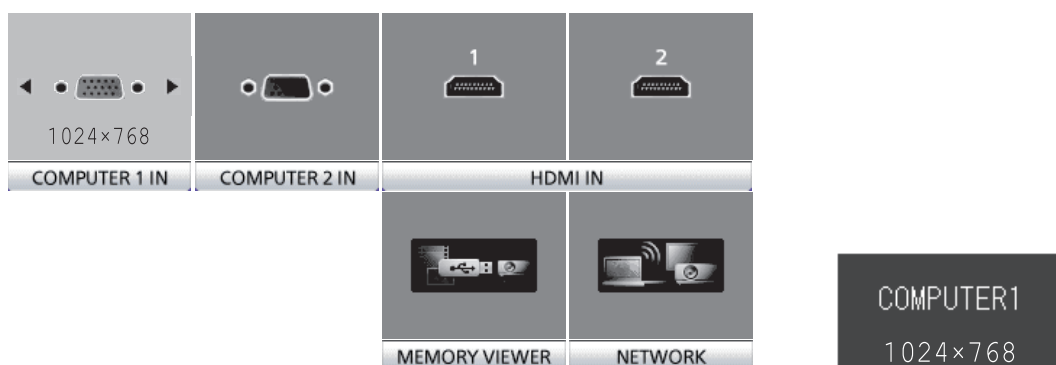 1
2
1024×768
COMPUTER 1 IN
COMPUTER 2 IN
HDMI IN
MEMORY VIEWER
NETWORK
COMPUTER1
1024×768